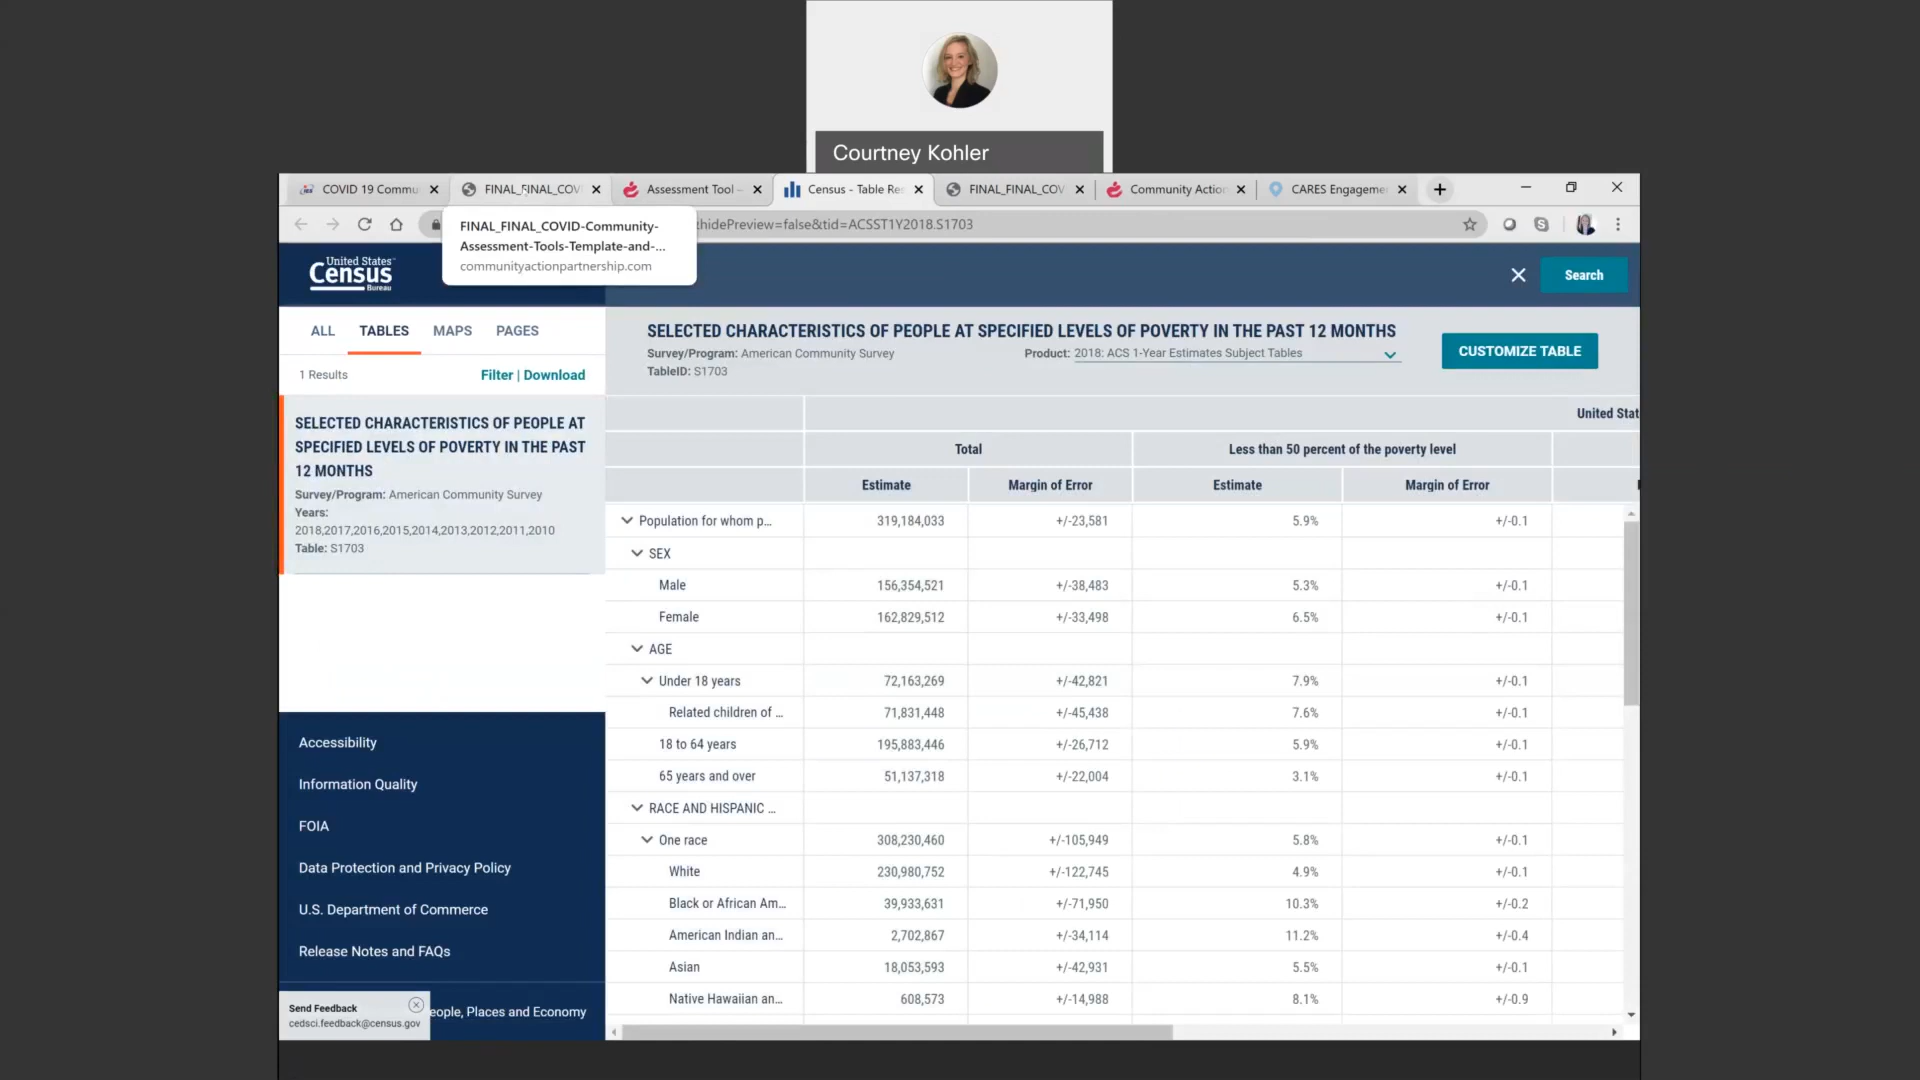 Courtney Kohler
COVID 19 Commu
FINAL_FINAL_COV
Assessment Tool –
Census - Table Re
FINAL_FINAL_COV
Community Action
CARES Engageme
FINAL_FINAL_COVID-Community-
Assessment-Tools-Template-and-...
communityactionpartnership.com
hidePreview=false&tid=ACSST1Y2018.S1703
United States™
Census
Bureau
Search
ALL TABLES MAPS PAGES
1 Results
Filter | Download
SELECTED CHARACTERISTICS OF PEOPLE AT
SPECIFIED LEVELS OF POVERTY IN THE PAST
12 MONTHS
Survey/Program: American Community Survey
Years:
2018,2017,2016,2015,2014,2013,2012,2011,2010
Table: S1703
Accessibility
Information Quality
FOIA
Data Protection and Privacy Policy
U.S. Department of Commerce
Release Notes and FAQs
eople, Places and Economy
Send Feedback
cedsci.feedback@census.gov
SELECTED CHARACTERISTICS OF PEOPLE AT SPECIFIED LEVELS OF POVERTY IN THE PAST 12 MONTHS
Survey/Program: American Community Survey
Product: 2018: ACS 1-Year Estimates Subject Tables
TableID: S1703
CUSTOMIZE TABLE
United Stat
Total Less than 50 percent of the poverty level
Estimate Margin of Error Estimate Margin of Error
Population for whom p... 319,184,033 +/-23,581 5.9% +/-0.1
SEX
Male 156,354,521 +/-38,483 5.3% +/-0.1
Female 162,829,512 +/-33,498 6.5% +/-0.1
AGE
Under 18 years 72,163,269 +/-42,821 7.9% +/-0.1
Related children of ... 71,831,448 +/-45,438 7.6% +/-0.1
18 to 64 years 195,883,446 +/-26,712 5.9% +/-0.1
65 years and over 51,137,318 +/-22,004 3.1% +/-0.1
RACE AND HISPANIC ...
One race 308,230,460 +/-105,949 5.8% +/-0.1
White 230,980,752 +/-122,745 4.9% +/-0.1
Black or African Am... 39,933,631 +/-71,950 10.3% +/-0.2
American Indian an... 2,702,867 +/-34,114 11.2% +/-0.4
Asian 18,053,593 +/-42,931 5.5% +/-0.1
Native Hawaiian an... 608,573 +/-14,988 8.1% +/-0.9